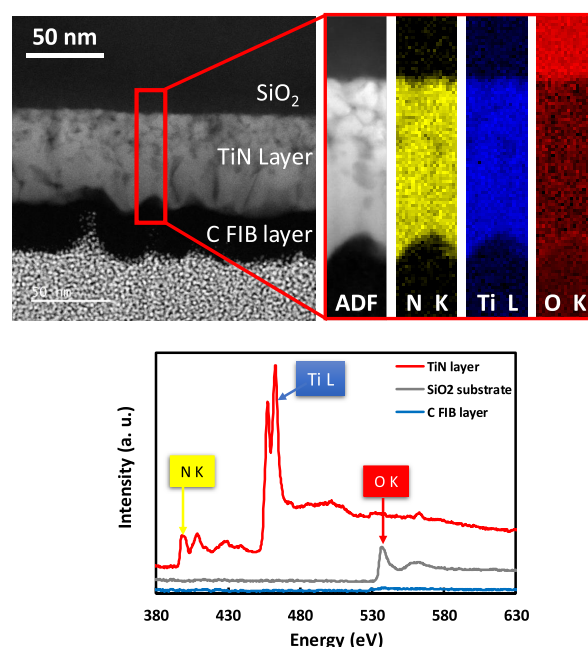 50 nm
SiO2
TiN Layer
C FIB layer
50 nm
ADF
N K
Ti L
O K
TiN layer
SiO2 substrate
C FIB layer
Ti L
N K
O K
Intensity (a. u.)
380
430
480
530
580
630
Energy (eV)